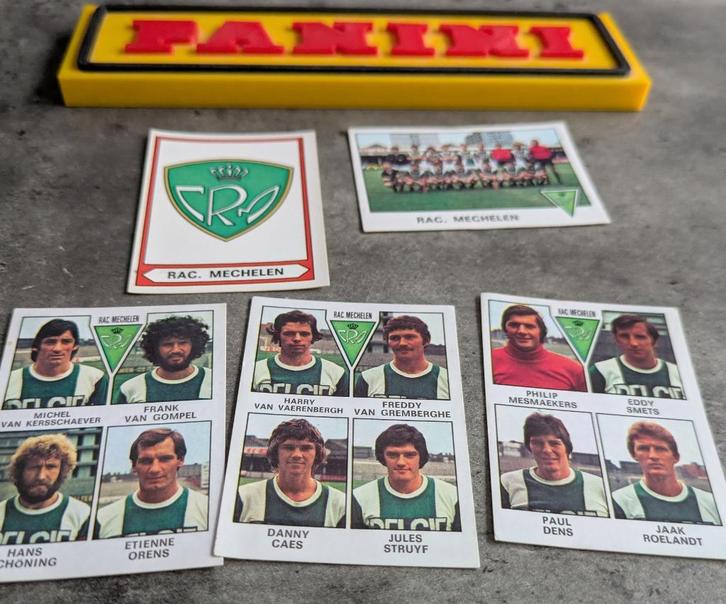 PANINI
CRM
RAC. MECHELEN
RAC. MECHELEN
RAC MECHELEN
MICHEL
VAN KERSSCHAEVER
FRANK
VAN GOMPEL
HANS
SCHÖNING
ETIENNE
ORENS
RAC MECHELEN
HARRY
VAN VAERENBERGH
FREDDY
VAN GREMBERGHE
DANNY
CAES
JULES
STRUYF
RAC MECHELEN
PHILIP
MESMAEKERS
EDDY
SMETS
PAUL
DENS
JAAK
ROELANDT